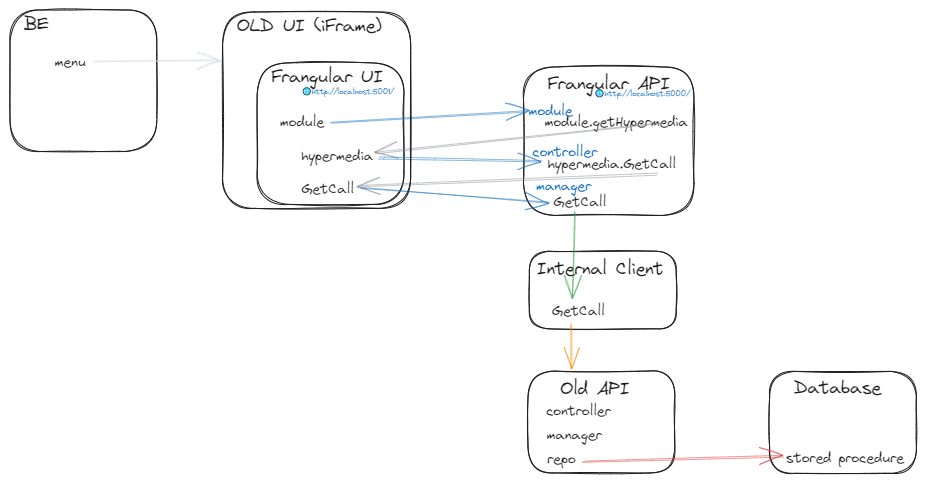 BE
menu
OLD UI (iFrame)
Frangular UI
http://localhost:5001/
module
hypermedia
GetCall
Frangular API
http://localhost:5000/
module
module.getHypermedia
controller
hypermedia.GetCall
manager
GetCall
Internal Client
GetCall
Old API
controller
manager
repo
Database
stored procedure